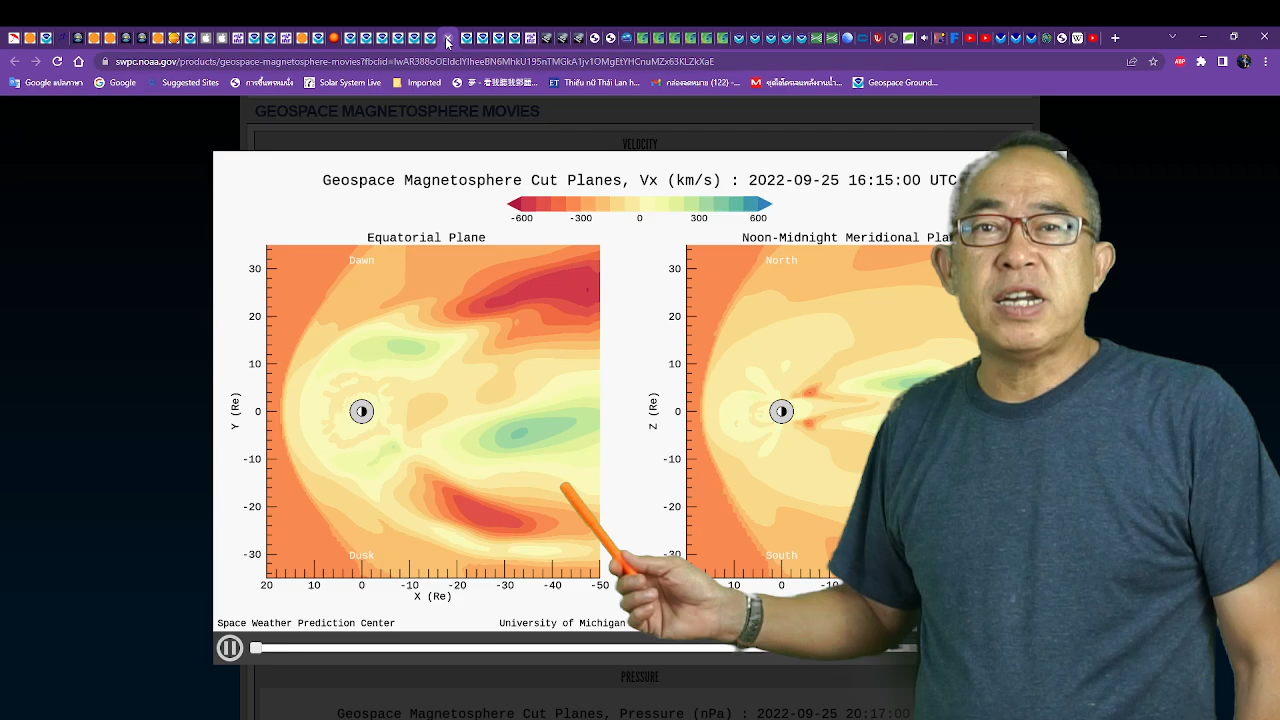 swpc.noaa.gov/products/geospace-magnetosphere-movies?fbclid=IwAR388oOEIdclYlheeBN6MhkU195nTMGkA1jv1OMgEtYHCnuMZx63KLZkXaE
Google แปลภาษา
Google
Suggested Sites
Solar System Live
Imported
Thiếu nữ Thái Lan h...
Geospace Ground...
GEOSPACE MAGNETOSPHERE MOVIES
VELOCITY
Geospace Magnetosphere Cut Planes, Vx (km/s) : 2022-09-25 16:15:00 UTC
-600 -300 0 300 600
Equatorial Plane
Dawn
Dusk
30
20
10
0
-10
-20
-30
Y (Re)
20 10 0 -10 -20 -30 -40 -50
X (Re)
Noon-Midnight Meridional
North
South
30
20
10
0
-10
-20
-30
Z (Re)
10 0
Space Weather Prediction Center
University of Michigan
PRESSURE
Geospace Magnetosphere Cut Planes, Pressure (nPa) : 2022-09-25 20:17:00